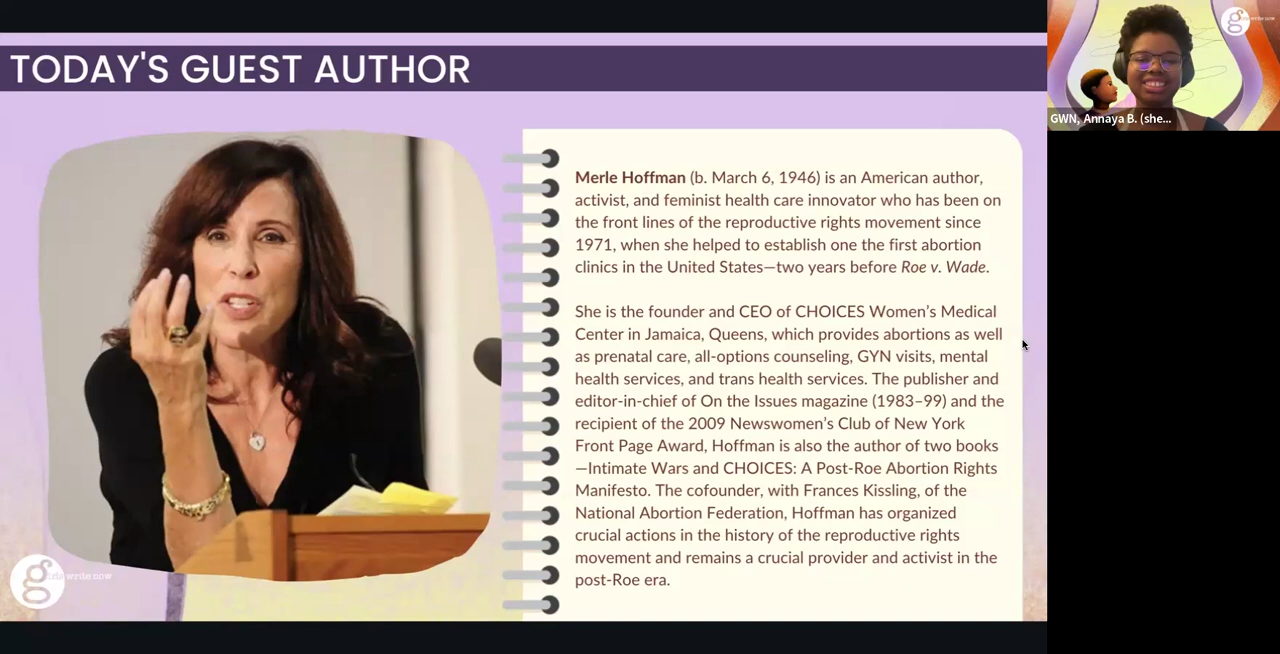 TODAY'S GUEST AUTHOR
Merle Hoffman (b. March 6, 1946) is an American author,
activist, and feminist health care innovator who has been on
the front lines of the reproductive rights movement since
1971, when she helped to establish one the first abortion
clinics in the United States—two years before Roe v. Wade.
She is the founder and CEO of CHOICES Women's Medical
Center in Jamaica, Queens, which provides abortions as well
as prenatal care, all-options counseling, GYN visits, mental
health services, and trans health services. The publisher and
editor-in-chief of On the Issues magazine (1983–99) and the
recipient of the 2009 Newswomen's Club of New York
Front Page Award, Hoffman is also the author of two books
—Intimate Wars and CHOICES: A Post-Roe Abortion Rights
Manifesto. The cofounder, with Frances Kissling, of the
National Abortion Federation, Hoffman has organized
crucial actions in the history of the reproductive rights
movement and remains a crucial provider and activist in the
post-Roe era.
girls write now
GWN, Annaya B. (she...
girls write now